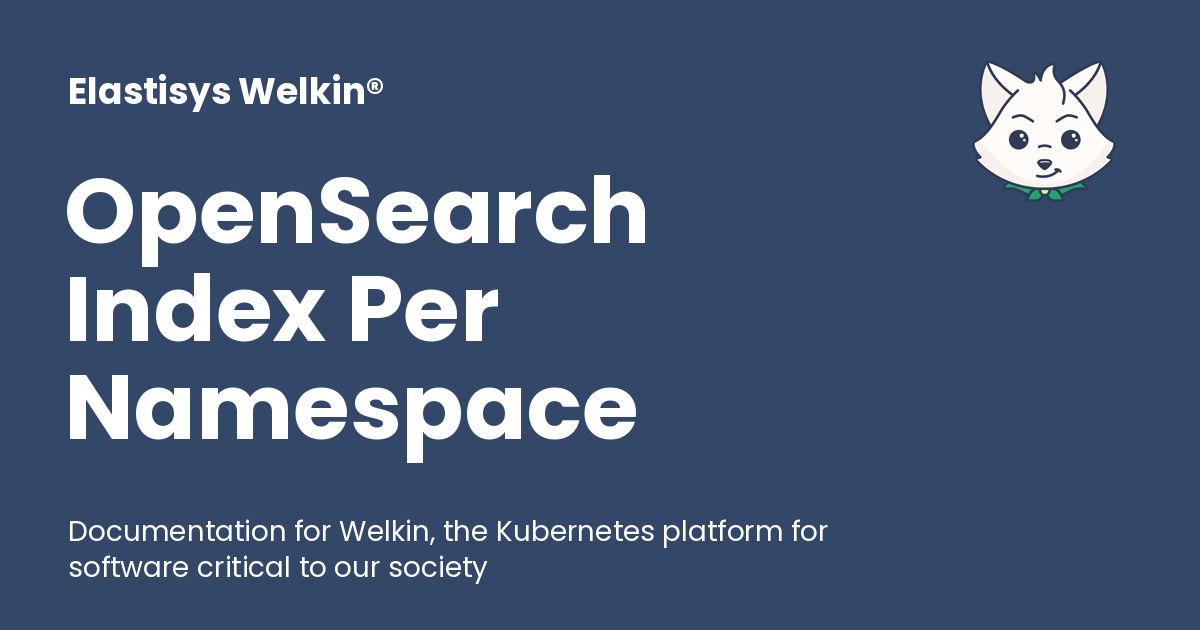 Elastisys Welkin®
OpenSearch
Index Per
Namespace
Documentation for Welkin, the Kubernetes platform for
software critical to our society